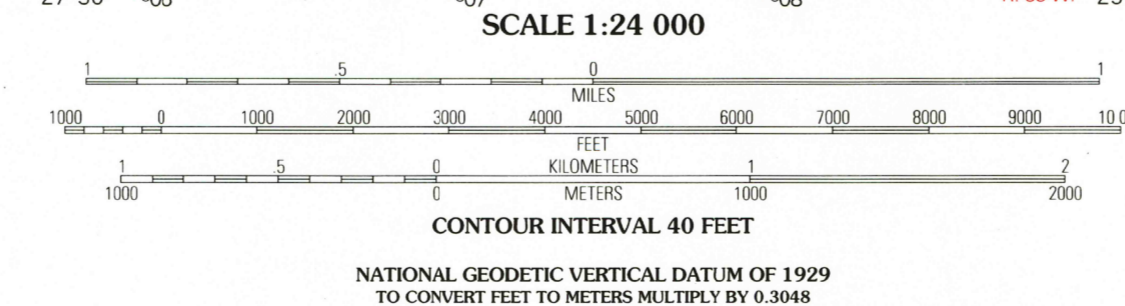 SCALE 1:24 000
1 .5 0 1
MILES
1000 0 1000 2000 3000 4000 5000 6000 7000 8000 9000
FEET
1 .5 0 KILOMETERS 1 2
1000 0 METERS 1000 2000
CONTOUR INTERVAL 40 FEET
NATIONAL GEODETIC VERTICAL DATUM OF 1929
TO CONVERT FEET TO METERS MULTIPLY BY 0.3048